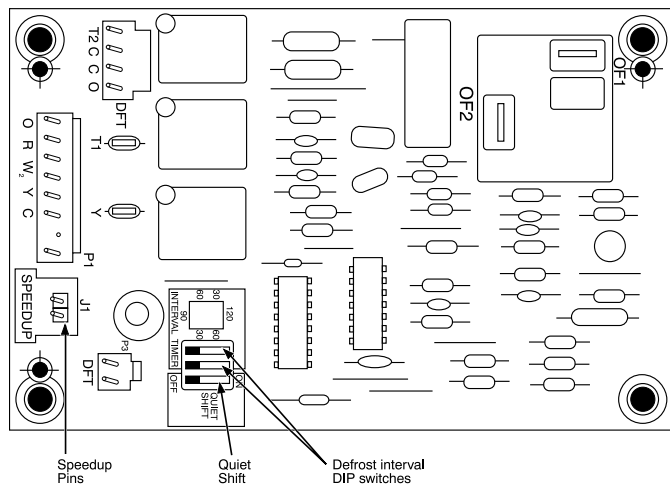 T2 C C O
DFT
OF1
OF2
T1
O R W2 Y C
Y
P1
J1
SPEEDUP
P3
DFT
INTERVAL TIMER
60 30
90 120
30 60
OFF
ON
QUIET
SHIFT
Speedup
Pins
Quiet
Shift
Defrost interval
DIP switches